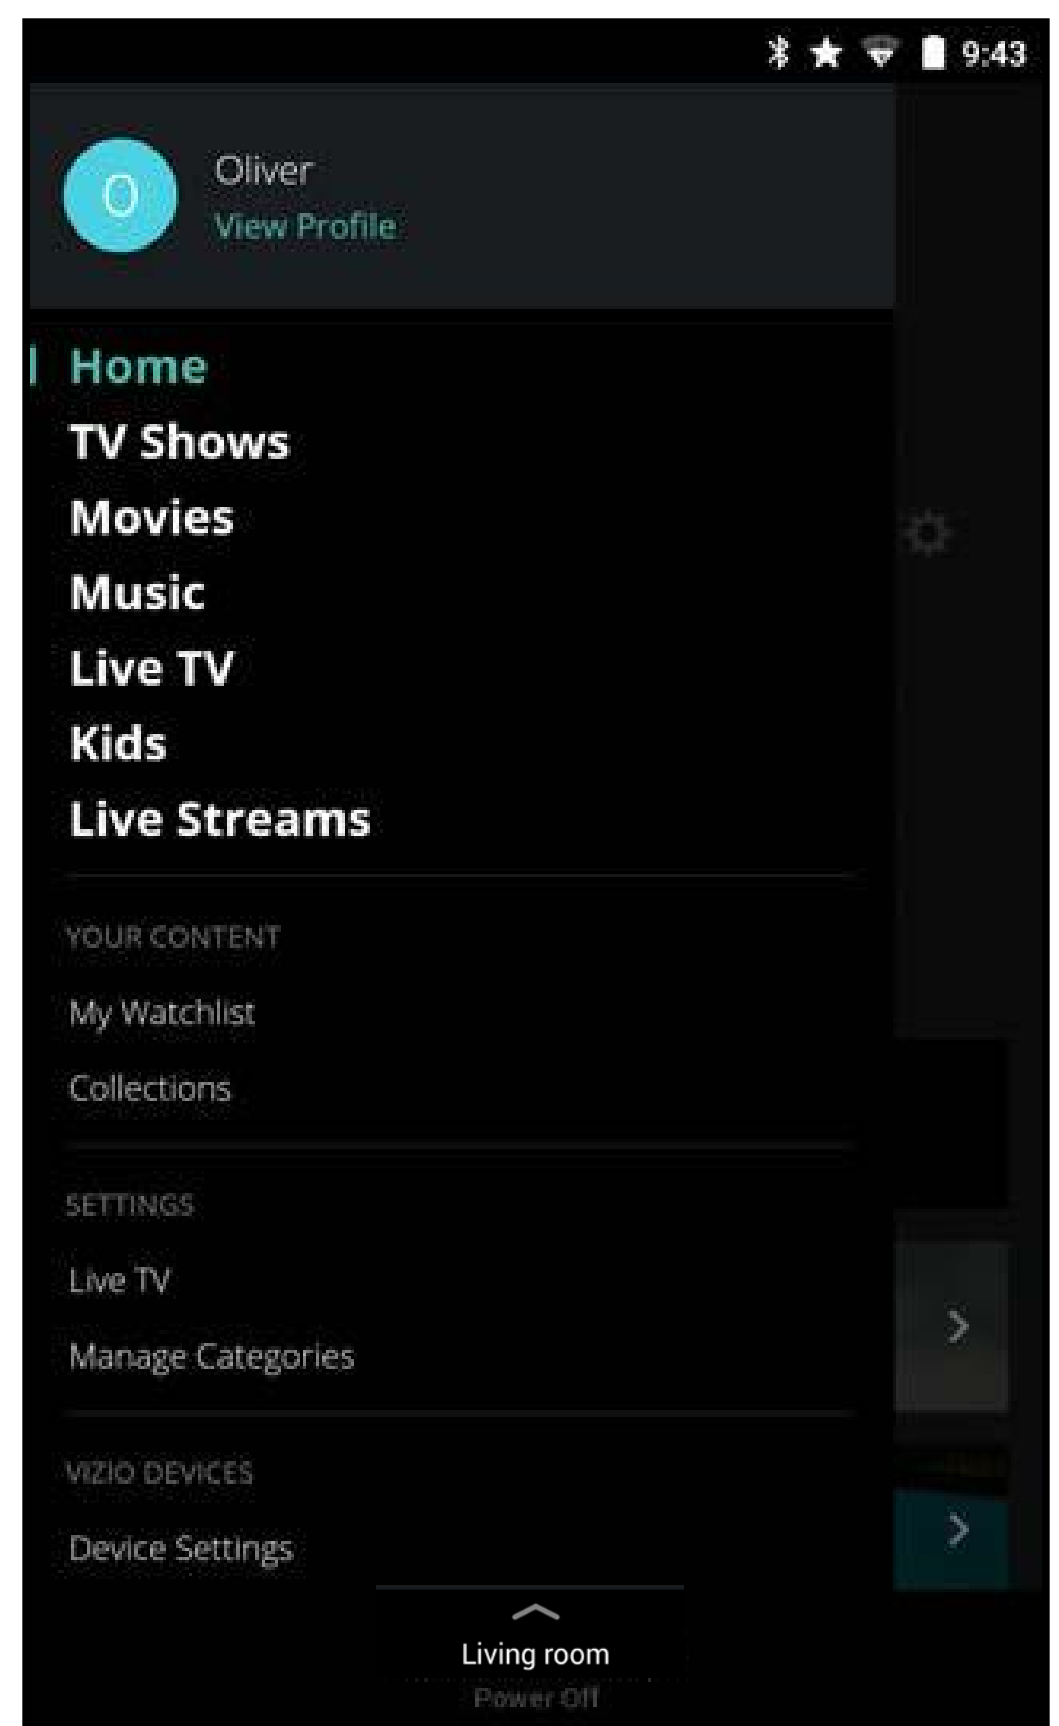 9:43
O
Oliver
View Profile
Home
TV Shows
Movies
Music
Live TV
Kids
Live Streams
YOUR CONTENT
My Watchlist
Collections
SETTINGS
Live TV
Manage Categories
VIZIO DEVICES
Device Settings
Living room
Power Off